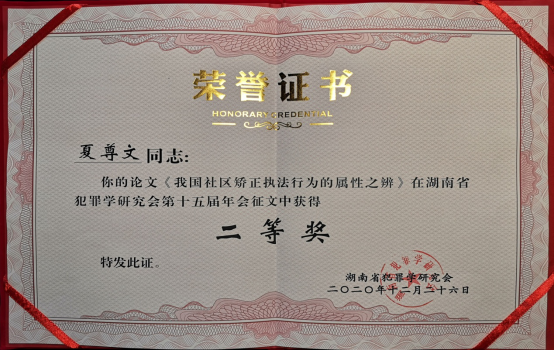 荣誉证书
HONORARY CREDENTIAL
夏尊文同志:
你的论文《我国社区矫正执法行为的属性之辨》在湖南省
犯罪学研究会第十五届年会征文中获得
二等奖
特发此证。
湖南省犯罪学研究会
二〇二〇年十二月二十六日